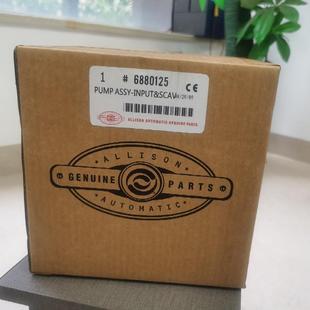 1 # 6880125 CE
PUMP ASSY-INPUT&SCAV
ALLISON AUTOMATIC GENUINE PARTS
ALLISON
GENUINE PARTS
AUTOMATIC